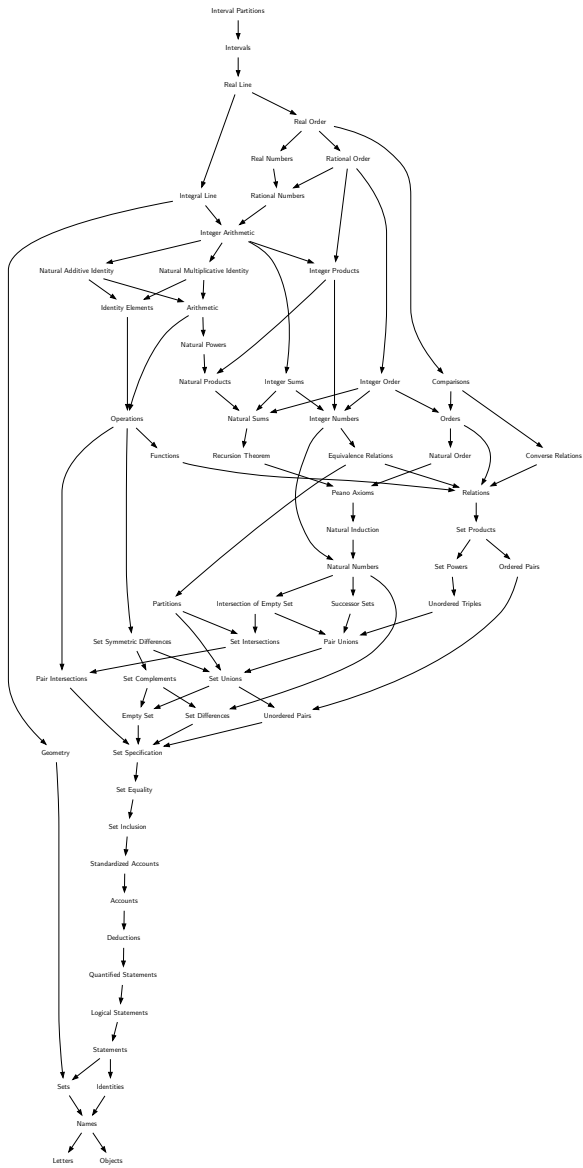 Interval Partitions
Intervals
Real Line
Real Order
Real Numbers
Rational Order
Integral Line
Rational Numbers
Integer Arithmetic
Natural Additive Identity
Natural Multiplicative Identity
Integer Products
Identity Elements
Arithmetic
Natural Powers
Natural Products
Integer Sums
Integer Order
Comparisons
Operations
Natural Sums
Integer Numbers
Orders
Functions
Recursion Theorem
Equivalence Relations
Natural Order
Converse Relations
Peano Axioms
Relations
Natural Induction
Set Products
Natural Numbers
Set Powers
Ordered Pairs
Partitions
Intersection of Empty Set
Successor Sets
Unordered Triples
Set Symmetric Differences
Set Intersections
Pair Unions
Pair Intersections
Set Complements
Set Unions
Empty Set
Set Differences
Unordered Pairs
Geometry
Set Specification
Set Equality
Set Inclusion
Standardized Accounts
Accounts
Deductions
Quantified Statements
Logical Statements
Statements
Sets
Identities
Names
Letters
Objects